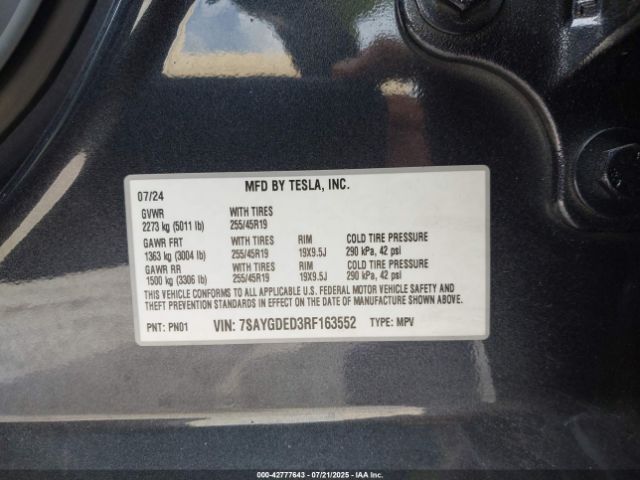 MFD BY TESLA, INC.
07/24
GVWR WITH TIRES
2273 kg (5011 lb) 255/45R19
GAWR FRT WITH TIRES RIM COLD TIRE PRESSURE
1363 kg (3004 lb) 255/45R19 19X9.5J 290 kPa, 42 psi
GAWR RR WITH TIRES RIM COLD TIRE PRESSURE
1500 kg (3306 lb) 255/45R19 19X9.5J 290 kPa, 42 psi
THIS VEHICLE CONFORMS TO ALL APPLICABLE U.S. FEDERAL MOTOR VEHICLE SAFETY AND
THEFT PREVENTION STANDARDS IN EFFECT ON THE DATE OF MANUFACTURE SHOWN ABOVE.
PNT: PN01 VIN: 7SAYGDED3RF163552 TYPE: MPV
000-42777643 | 07/21/2025 | IAA Inc.